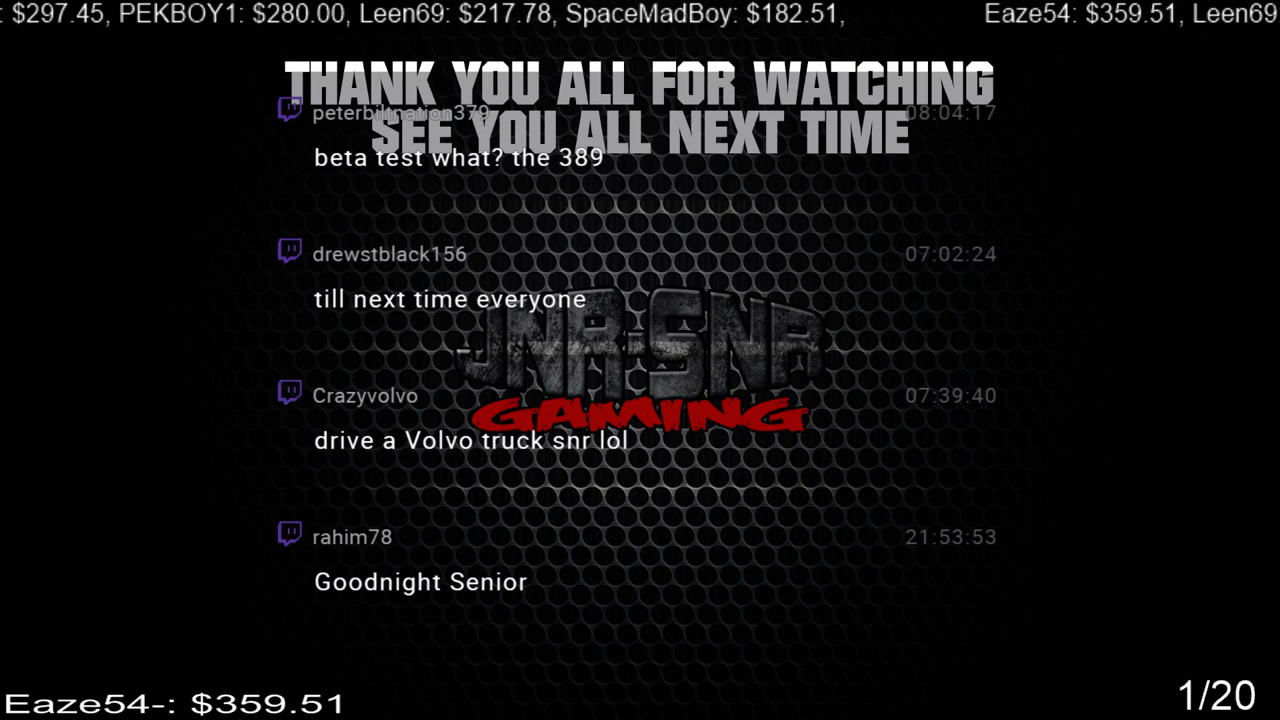 : $297.45, PEKBOY1: $280.00, Leen69: $217.78, SpaceMadBoy: $182.51, Eaze54: $359.51, Leen69
THANK YOU ALL FOR WATCHING
peterbiltnation379 08:04:17
SEE YOU ALL NEXT TIME
beta test what? the 389
drewstblack156 07:02:24
till next time everyone
JNR-SNR
Crazyvolvo 07:39:40
GAMING
drive a Volvo truck snr lol
rahim78 21:53:53
Goodnight Senior
Eaze54-: $359.51
1/20